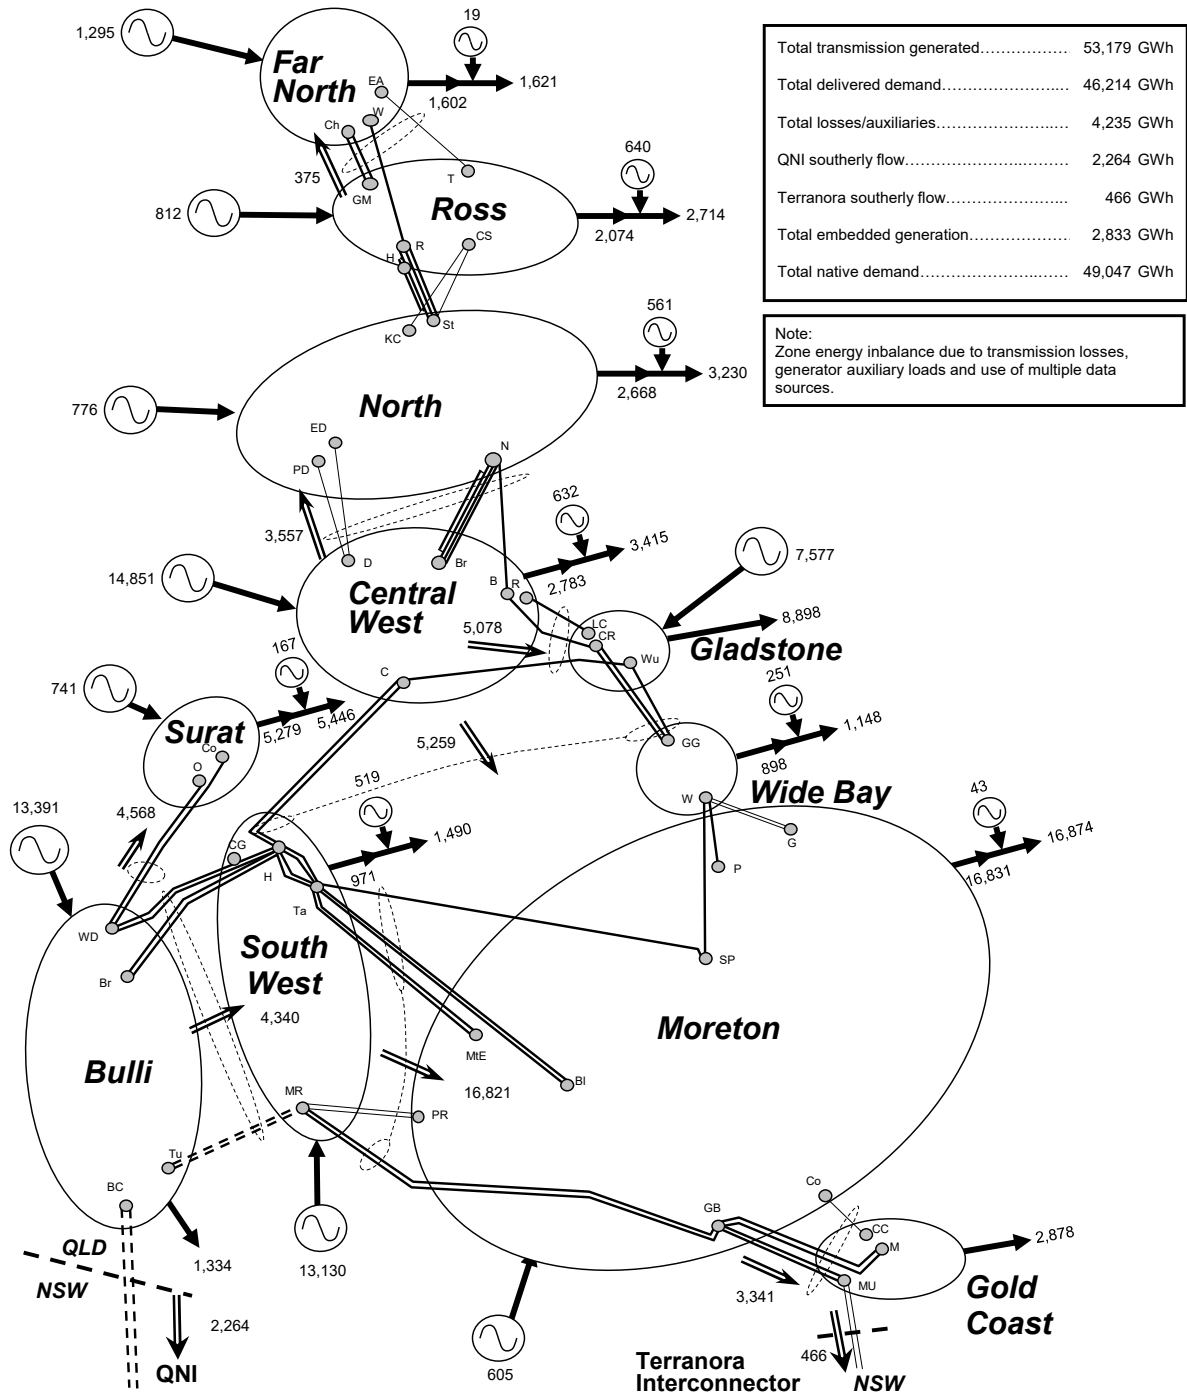 1,295
19
Far
North
EA
W
Ch
1,602
1,621
Total transmission generated................. 53,179 GWh
Total delivered demand........................ 46,214 GWh
Total losses/auxiliaries......................... 4,235 GWh
QNI southerly flow............................... 2,264 GWh
Terranora southerly flow....................... 466 GWh
Total embedded generation................... 2,833 GWh
Total native demand............................. 49,047 GWh
375
GM
T
640
812
Ross
2,074
2,714
R
CS
H
Note:
Zone energy inbalance due to transmission losses,
generator auxiliary loads and use of multiple data
sources.
561
St
KC
2,668
3,230
776
North
ED
PD
N
3,557
632
3,415
2,783
7,577
14,851
D
Br
B
R
Central
West
5,078
LC
CR
Wu
8,898
Gladstone
C
167
741
Surat
5,279
5,446
Co
O
251
1,148
898
GG
5,259
Wide Bay
W
13,391
4,568
519
1,490
971
43
16,874
16,831
G
P
CG
H
Ta
WD
Br
South
West
4,340
SP
Moreton
Bulli
MtE
Bl
16,821
MR
PR
Tu
BC
QLD
NSW
1,334
2,264
QNI
13,130
Co
GB
CC
M
MU
2,878
3,341
Gold
Coast
605
466
Terranora
Interconnector
NSW